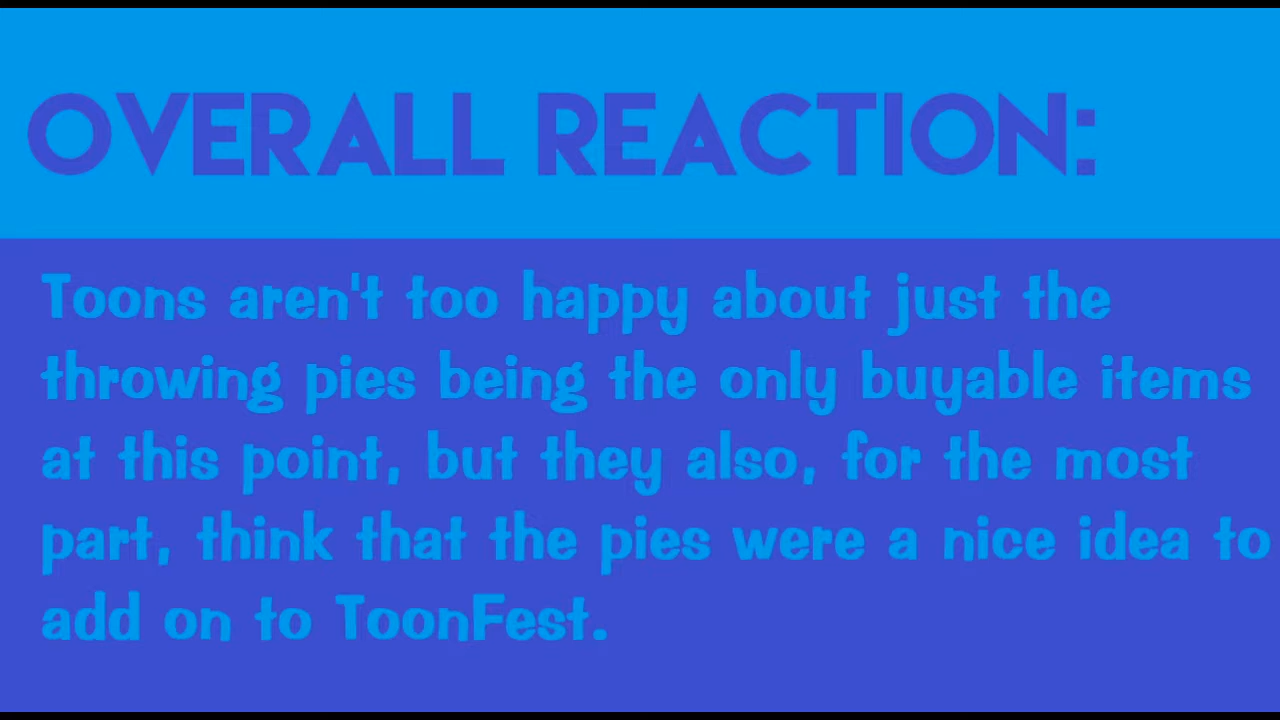 OVERALL REACTION:
Toons aren't too happy about just the
throwing pies being the only buyable items
at this point, but they also, for the most
part, think that the pies were a nice idea to
add on to ToonFest.